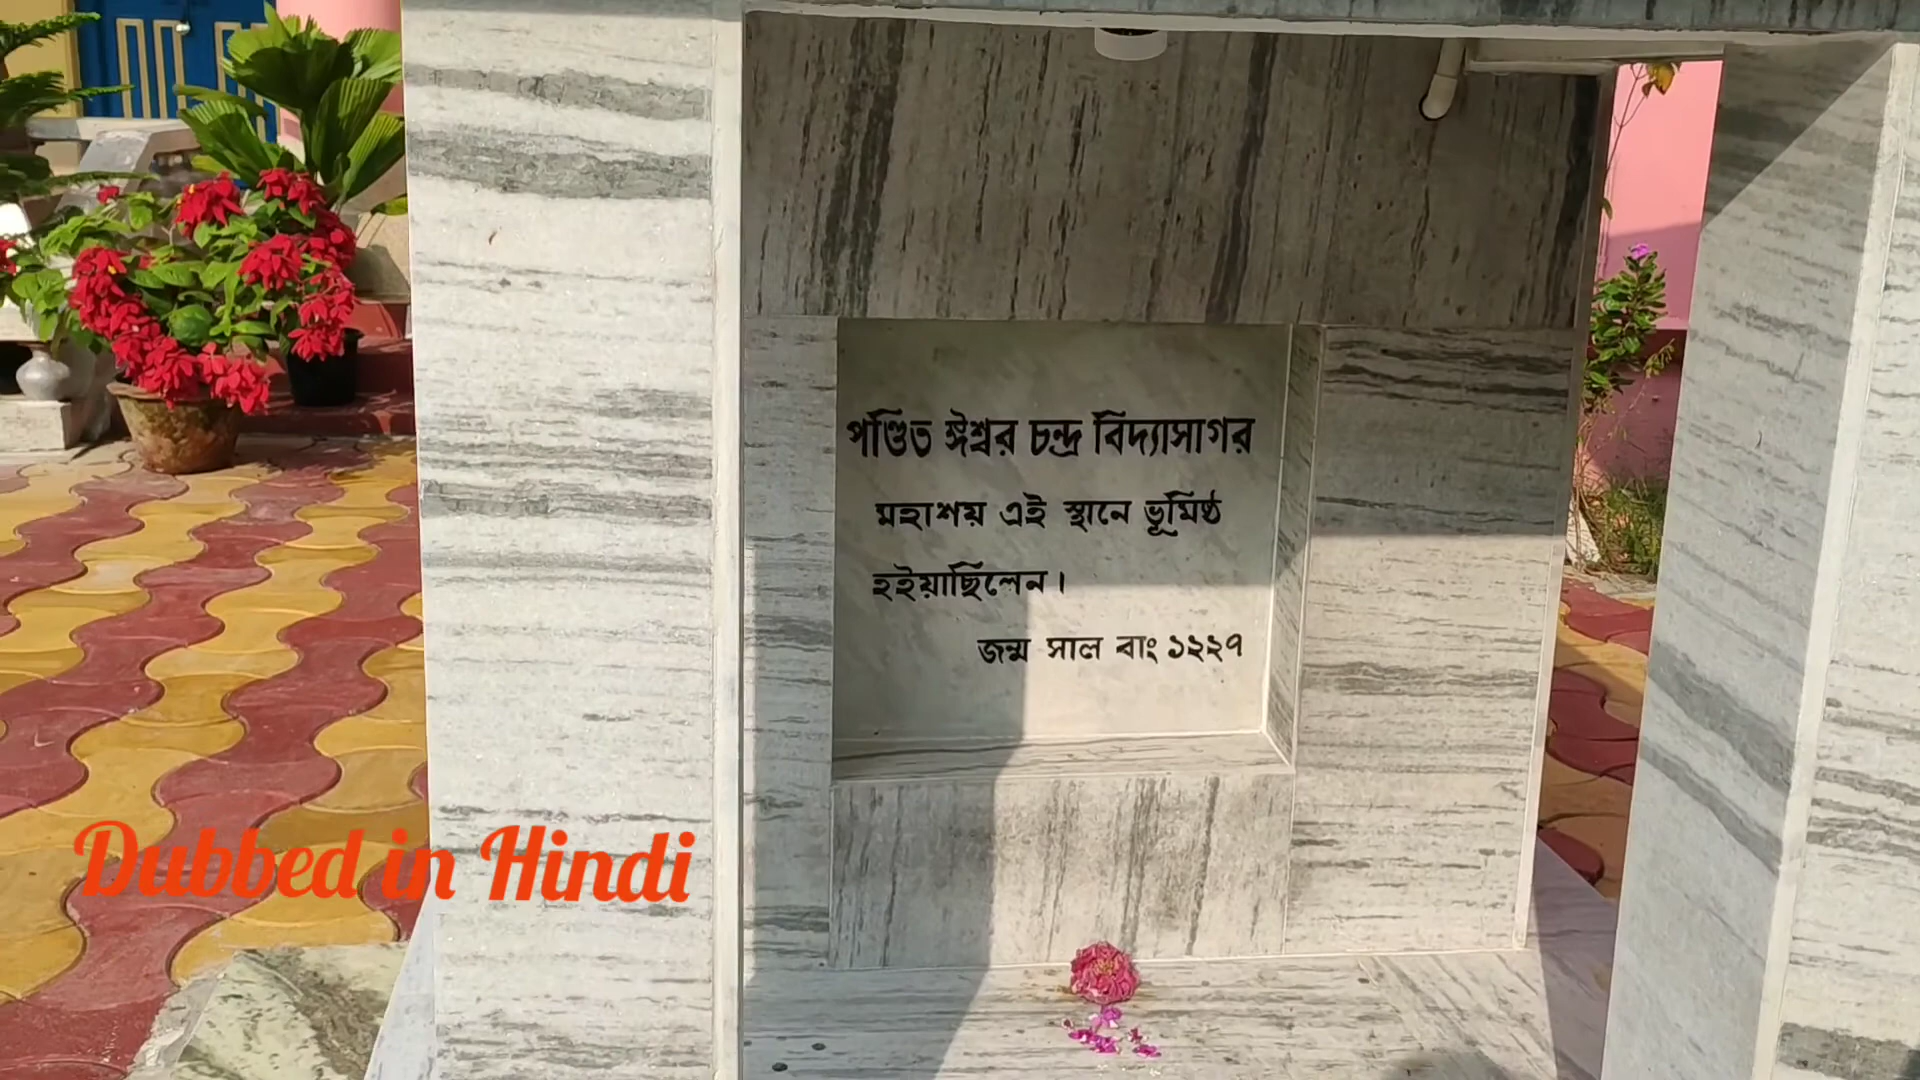 পণ্ডিত ঈশ্বর চন্দ্র বিদ্যাসাগর
মহাশয় এই স্থানে ভূমিষ্ঠ
হইয়াছিলেন।
জন্ম সাল বাং ১২২৭
Dubbed in Hindi